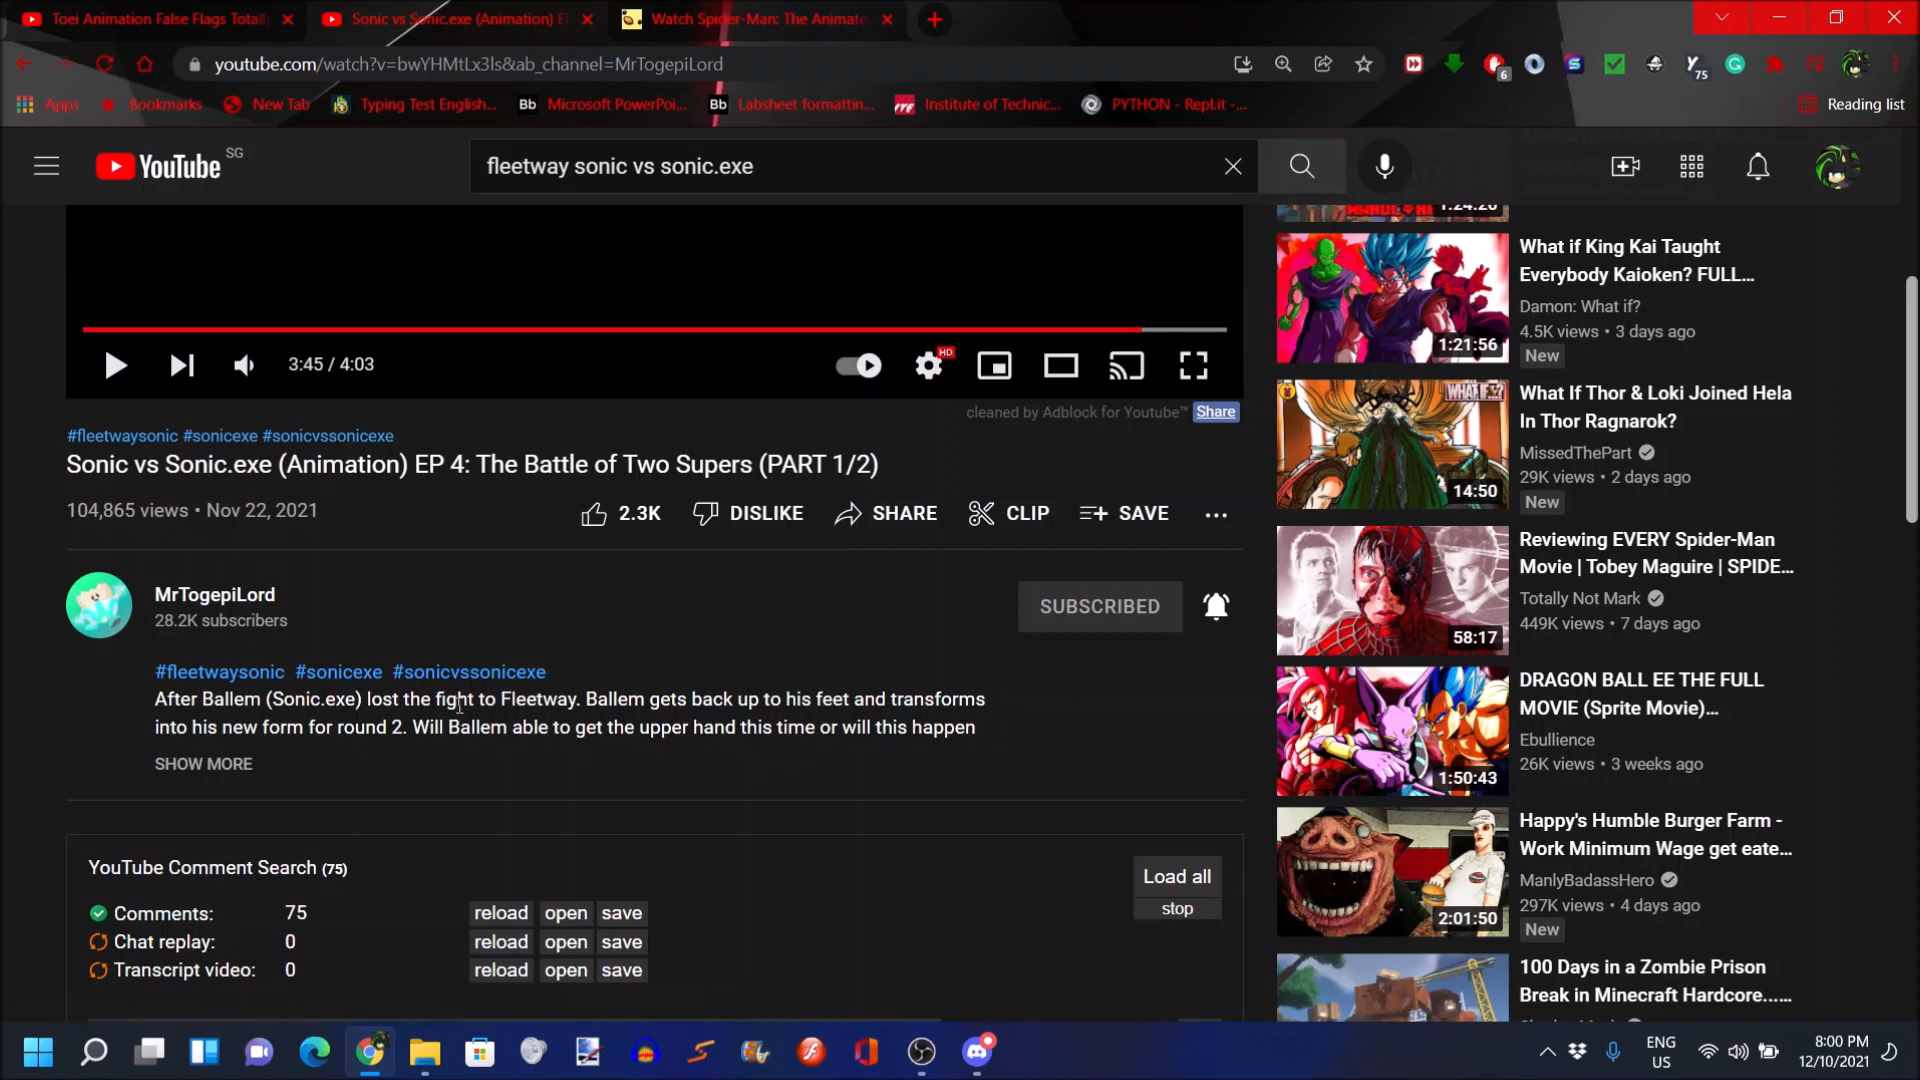 Toei Animation False Flags Totally
Sonic vs Sonic.exe (Animation) E
Watch Spider-Man: The Animate
youtube.com/watch?v=bwYHMtLx3ls&ab_channel=MrTogepiLord
6
75
Apps
Bookmarks
New Tab
Typing Test English...
Bb Microsoft PowerPoi...
Bb Labsheet formattin...
Institute of Technic...
PYTHON - Repl.it -...
Reading list
YouTube SG
fleetway sonic vs sonic.exe
1:24:26
What if King Kai Taught
Everybody Kaioken? FULL...
Damon: What if?
4.5K views • 3 days ago
New
1:21:56
3:45 / 4:03
HD
cleaned by Adblock for Youtube™ Share
#fleetwaysonic #sonicexe #sonicvssonicexe
Sonic vs Sonic.exe (Animation) EP 4: The Battle of Two Supers (PART 1/2)
104,865 views • Nov 22, 2021
2.3K
DISLIKE
SHARE
CLIP
SAVE
WHAT IF...?
What If Thor & Loki Joined Hela
In Thor Ragnarok?
MissedThePart
29K views • 2 days ago
New
14:50
MrTogepiLord
28.2K subscribers
SUBSCRIBED
Reviewing EVERY Spider-Man
Movie | Tobey Maguire | SPIDE...
Totally Not Mark
449K views • 7 days ago
58:17
#fleetwaysonic #sonicexe #sonicvssonicexe
After Ballem (Sonic.exe) lost the fight to Fleetway. Ballem gets back up to his feet and transforms
into his new form for round 2. Will Ballem able to get the upper hand this time or will this happen
SHOW MORE
DRAGON BALL EE THE FULL
MOVIE (Sprite Movie)...
Ebullience
26K views • 3 weeks ago
1:50:43
YouTube Comment Search (75)
Load all
stop
Comments: 75 reload open save
Chat replay: 0 reload open save
Transcript video: 0 reload open save
Happy's Humble Burger Farm -
Work Minimum Wage get eate...
ManlyBadassHero
297K views • 4 days ago
New
2:01:50
100 Days in a Zombie Prison
Break in Minecraft Hardcore......
ENG
US
8:00 PM
12/10/2021